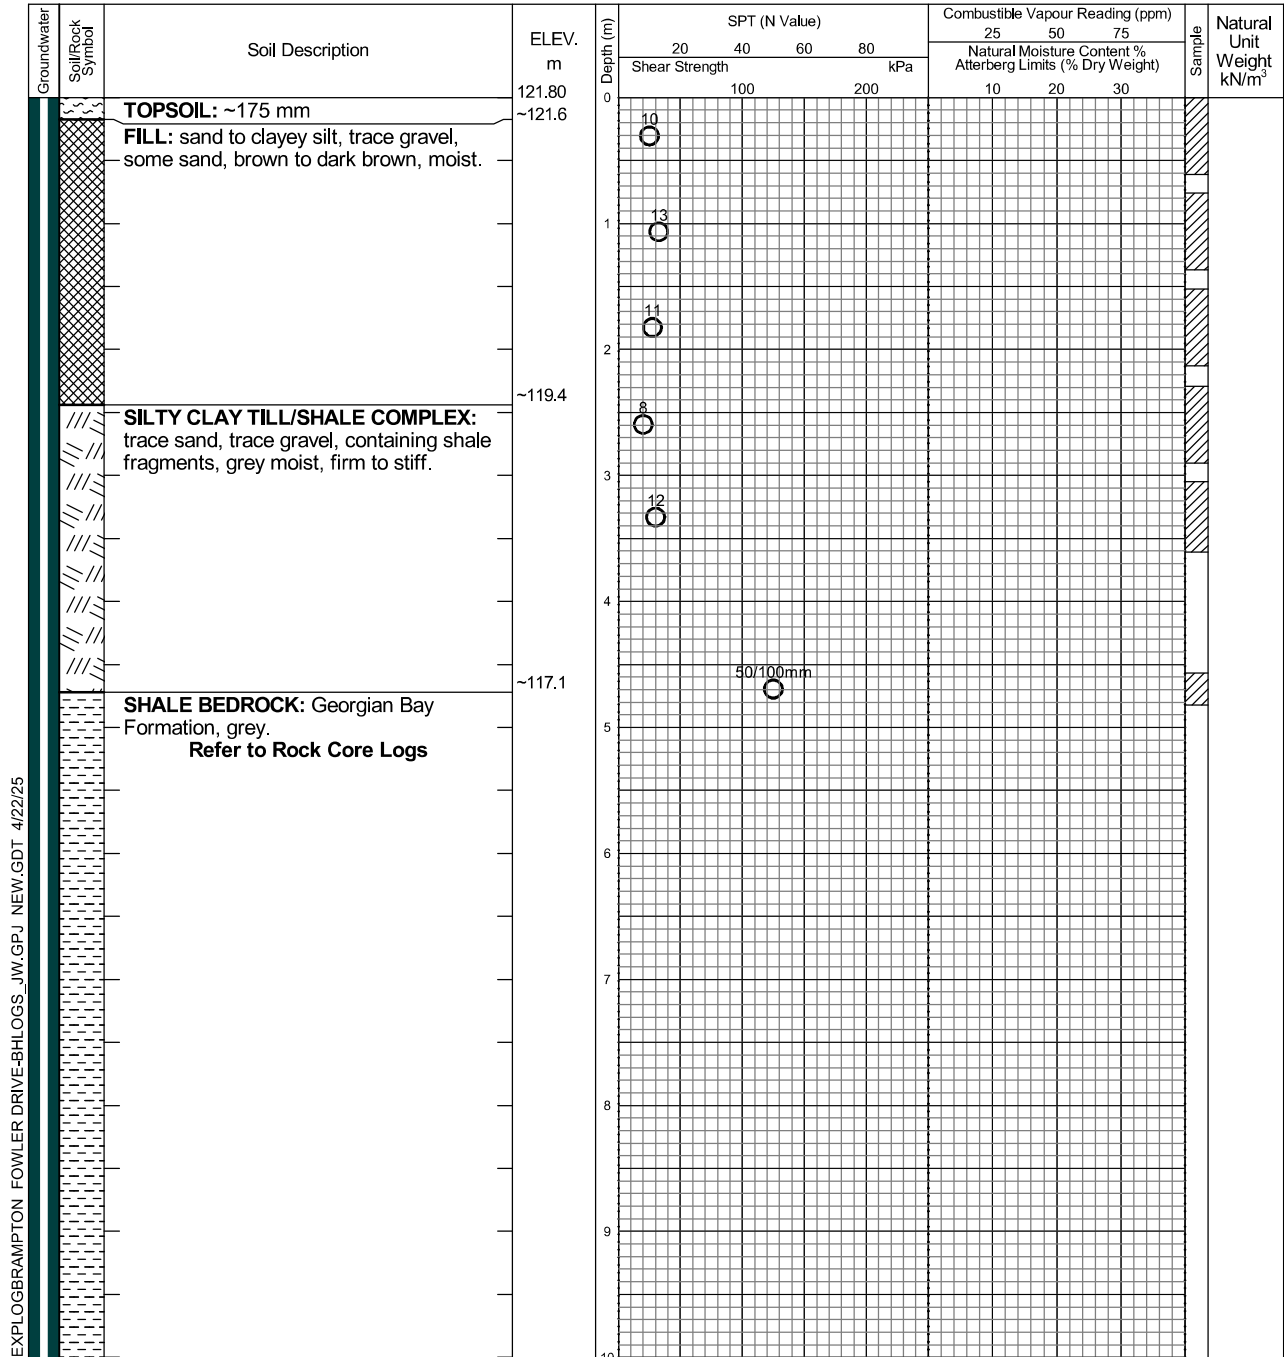 Groundwater
Soil/Rock
Symbol
Soil Description
ELEV.
m
121.80
Depth (m)
SPT (N Value)
20 40 60 80
Shear Strength kPa
100 200
Combustible Vapour Reading (ppm)
25 50 75
Natural Moisture Content %
Atterberg Limits (% Dry Weight)
10 20 30
Sample
Natural
Unit
Weight
kN/m³
0
TOPSOIL: ~175 mm
~121.6
FILL: sand to clayey silt, trace gravel,
some sand, brown to dark brown, moist.
10
13
1
11
2
~119.4
SILTY CLAY TILL/SHALE COMPLEX:
trace sand, trace gravel, containing shale
fragments, grey moist, firm to stiff.
8
3
12
4
50/100mm
~117.1
SHALE BEDROCK: Georgian Bay
Formation, grey.
Refer to Rock Core Logs
5
6
7
8
9
10
EXPLOGBRAMPTON FOWLER DRIVE-BHLOGS_JW.GPJ NEW.GDT 4/22/25